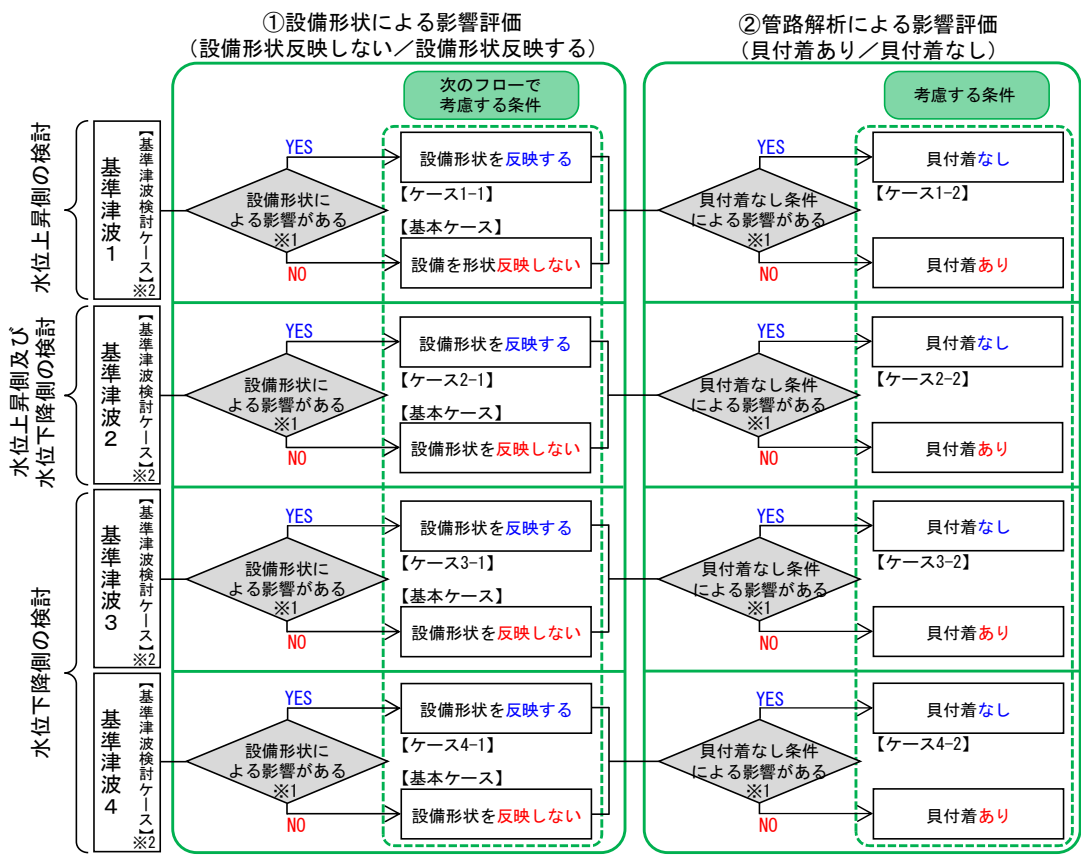 ①設備形状による影響評価
(設備形状反映しない／設備形状反映する)
②管路解析による影響評価
(貝付着あり／貝付着なし)
次のフローで
考慮する条件
考慮する条件
水位上昇側の検討
基準津波1
【基準津波検討ケース】※2
設備形状に
よる影響がある
※1
YES
設備形状を反映する
【ケース1-1】
【基本ケース】
NO
設備を形状反映しない
貝付着なし条件
による影響がある
※1
YES
貝付着なし
【ケース1-2】
NO
貝付着あり
水位上昇側及び
水位下降側の検討
基準津波2
【基準津波検討ケース】※2
設備形状に
よる影響がある
※1
YES
設備形状を反映する
【ケース2-1】
【基本ケース】
NO
設備形状を反映しない
貝付着なし条件
による影響がある
※1
YES
貝付着なし
【ケース2-2】
NO
貝付着あり
水位下降側の検討
基準津波3
【基準津波検討ケース】※2
設備形状に
よる影響がある
※1
YES
設備形状を反映する
【ケース3-1】
【基本ケース】
NO
設備形状を反映しない
貝付着なし条件
による影響がある
※1
YES
貝付着なし
【ケース3-2】
NO
貝付着あり
基準津波4
【基準津波検討ケース】※2
設備形状に
よる影響がある
※1
YES
設備形状を反映する
【ケース4-1】
【基本ケース】
NO
設備形状を反映しない
貝付着なし条件
による影響がある
※1
YES
貝付着なし
【ケース4-2】
NO
貝付着あり